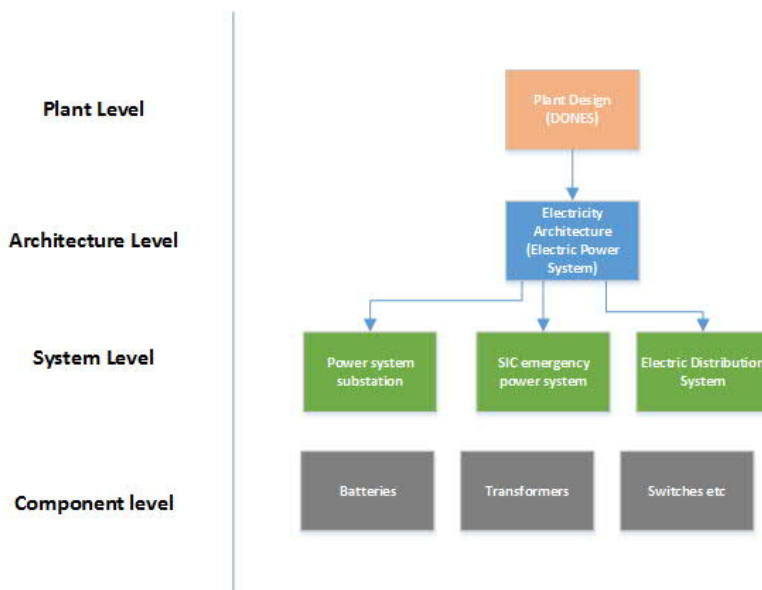 Plant Level
Plant Design
(DONES)
Architecture Level
Electricity
Architecture
(Electric Power
System)
System Level
Power system
substation
SIC emergency
power system
Electric Distribution
System
Component level
Batteries
Transformers
Switches etc